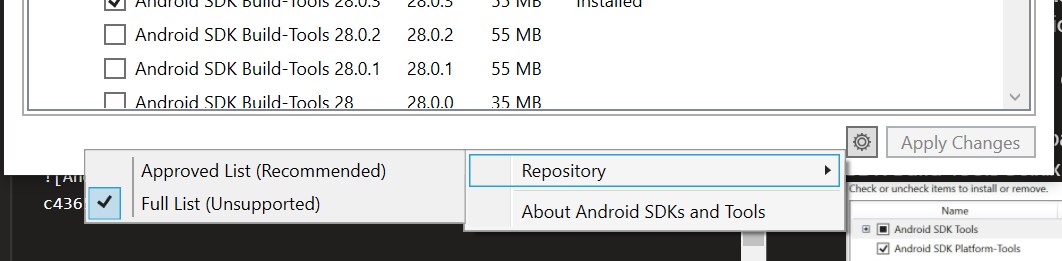 Android SDK Build-Tools 28.0.3 28.0.3 55 MB Installed
Android SDK Build-Tools 28.0.2 28.0.2 55 MB
Android SDK Build-Tools 28.0.1 28.0.1 55 MB
Android SDK Build-Tools 28 28.0.0 35 MB
Apply Changes
Approved List (Recommended)
Full List (Unsupported)
Repository
About Android SDKs and Tools
![An
c436
Check or uncheck items to install or remove.
Name
Android SDK Tools
Android SDK Platform-Tools